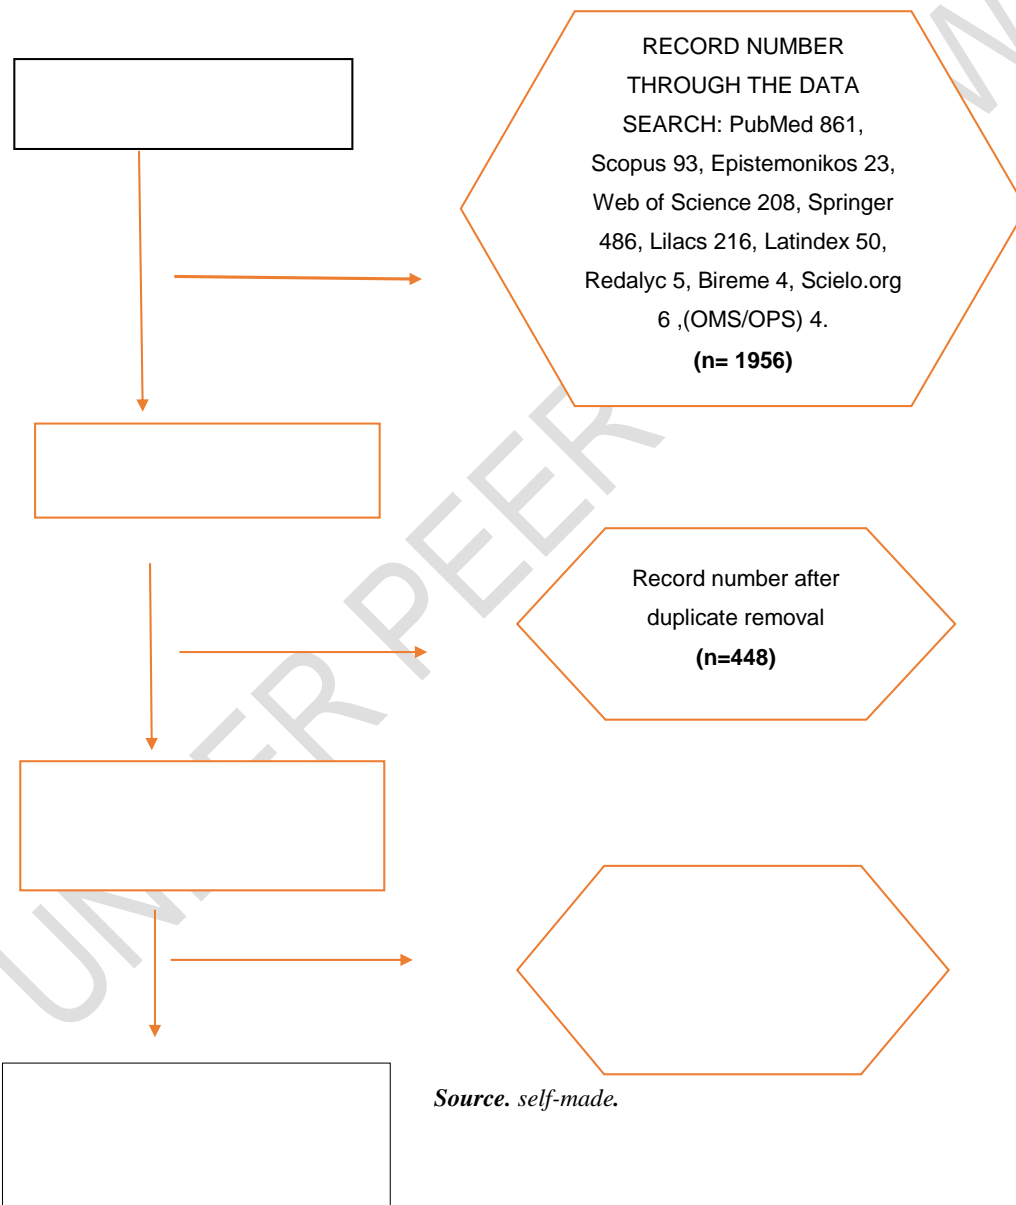 RECORD NUMBER
THROUGH THE DATA
SEARCH: PubMed 861,
Scopus 93, Epistemonikos 23,
Web of Science 208, Springer
486, Lilacs 216, Latindex 50,
Redalyc 5, Bireme 4, Scielo.org
6 ,(OMS/OPS) 4.
(n= 1956)
Record number after
duplicate removal
(n=448)
Source. self-made.
UNDER PEER